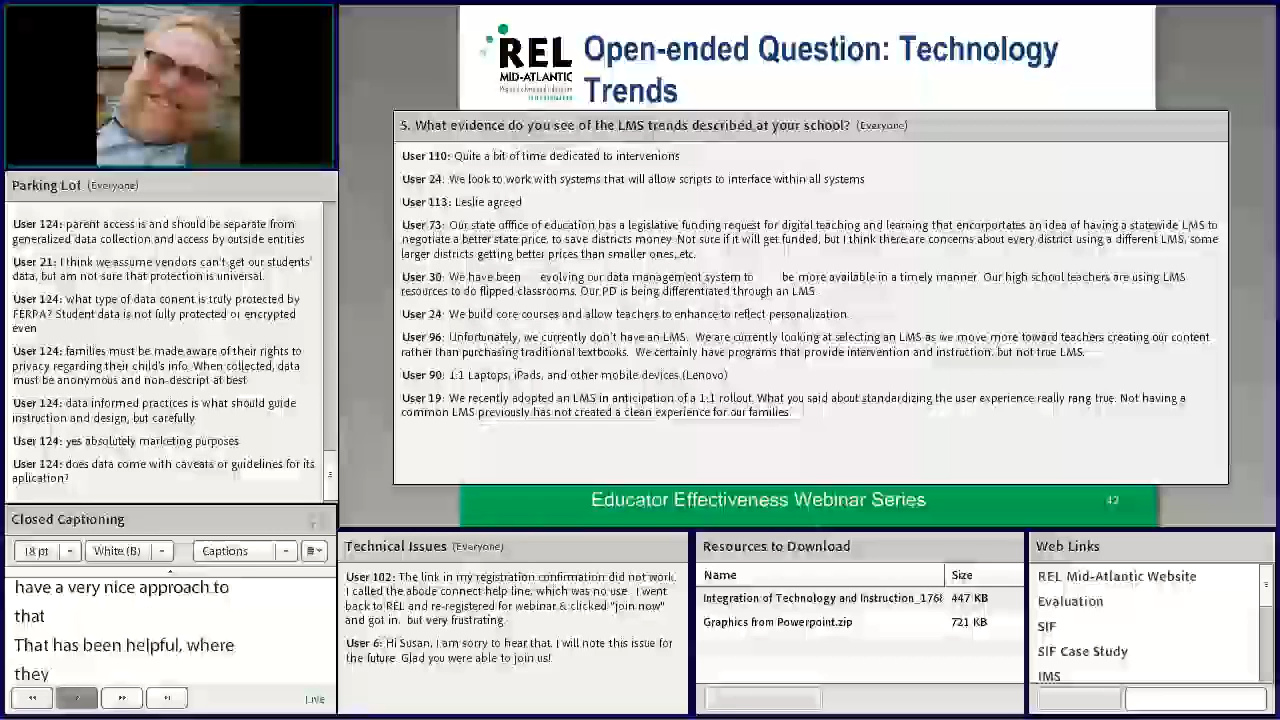 REL
MID-ATLANTIC
Open-ended Question: Technology
Trends
5. What evidence do you see of the LMS trends described at your school? (Everyone)
User 110: Quite a bit of time dedicated to intervenions
User 24: We look to work with systems that will allow scripts to interface within all systems
User 113: Leslie agreed
User 73: Our state office of education has a legislative funding request for digital teaching and learning that encorportates an idea of having a statewide LMS to
negotiate a better state price, to save districts money. Not sure if it will get funded, but I think there are concerns about every district using a different LMS, some
larger districts getting better prices than smaller ones, etc.
User 30: We have been evolving our data management system to be more available in a timely manner. Our high school teachers are using LMS
resources to do flipped classrooms. Our PD is being differentiated through an LMS
User 24: We build core courses and allow teachers to enhance to reflect personalization.
User 96: Unfortunately, we currently don't have an LMS. We are currently looking at selecting an LMS as we move more toward teachers creating our content
rather than purchasing traditional textbooks. We certainly have programs that provide intervention and instruction, but not true LMS.
User 90: 1:1 Laptops, iPads, and other mobile devices (Lenovo)
User 19: We recently adopted an LMS in anticipation of a 1:1 rollout. What you said about standardizing the user experience really rang true. Not having a
common LMS previously has not created a clean experience for our families.
Educator Effectiveness Webinar Series
42
Parking Lot (Everyone)
User 124: parent access is and should be separate from
generalized data collection and access by outside entities
User 21: I think we assume vendors can't get our students'
data, but am not sure that protection is universal.
User 124: what type of data conent is truly protected by
FERPA? Student data is not fully protected or encrypted
even
User 124: families must be made aware of their rights to
privacy regarding their child's info. When collected, data
must be anonymous and non-descript at best
User 124: data informed practices is what should guide
instruction and design, but carefully
User 124: yes absolutely marketing purposes
User 124: does data come with caveats or guidelines for its
aplication?
Closed Captioning
18 pt
White (B)
Captions
have a very nice approach to
that
That has been helpful, where
they
Live
Technical Issues (Everyone)
User 102: The link in my registration confirmation did not work.
I called the abode connect help line, which was no use. I went
back to REL and re-registered for webinar & clicked "join now"
and got in. but very frustrating.
User 6: Hi Susan, I am sorry to hear that. I will note this issue for
the future. Glad you were able to join us!
Resources to Download
Name Size
Integration of Technology and Instruction_176 447 KB
Graphics from Powerpoint.zip 721 KB
Web Links
REL Mid-Atlantic Website
Evaluation
SIF
SIF Case Study
IMS